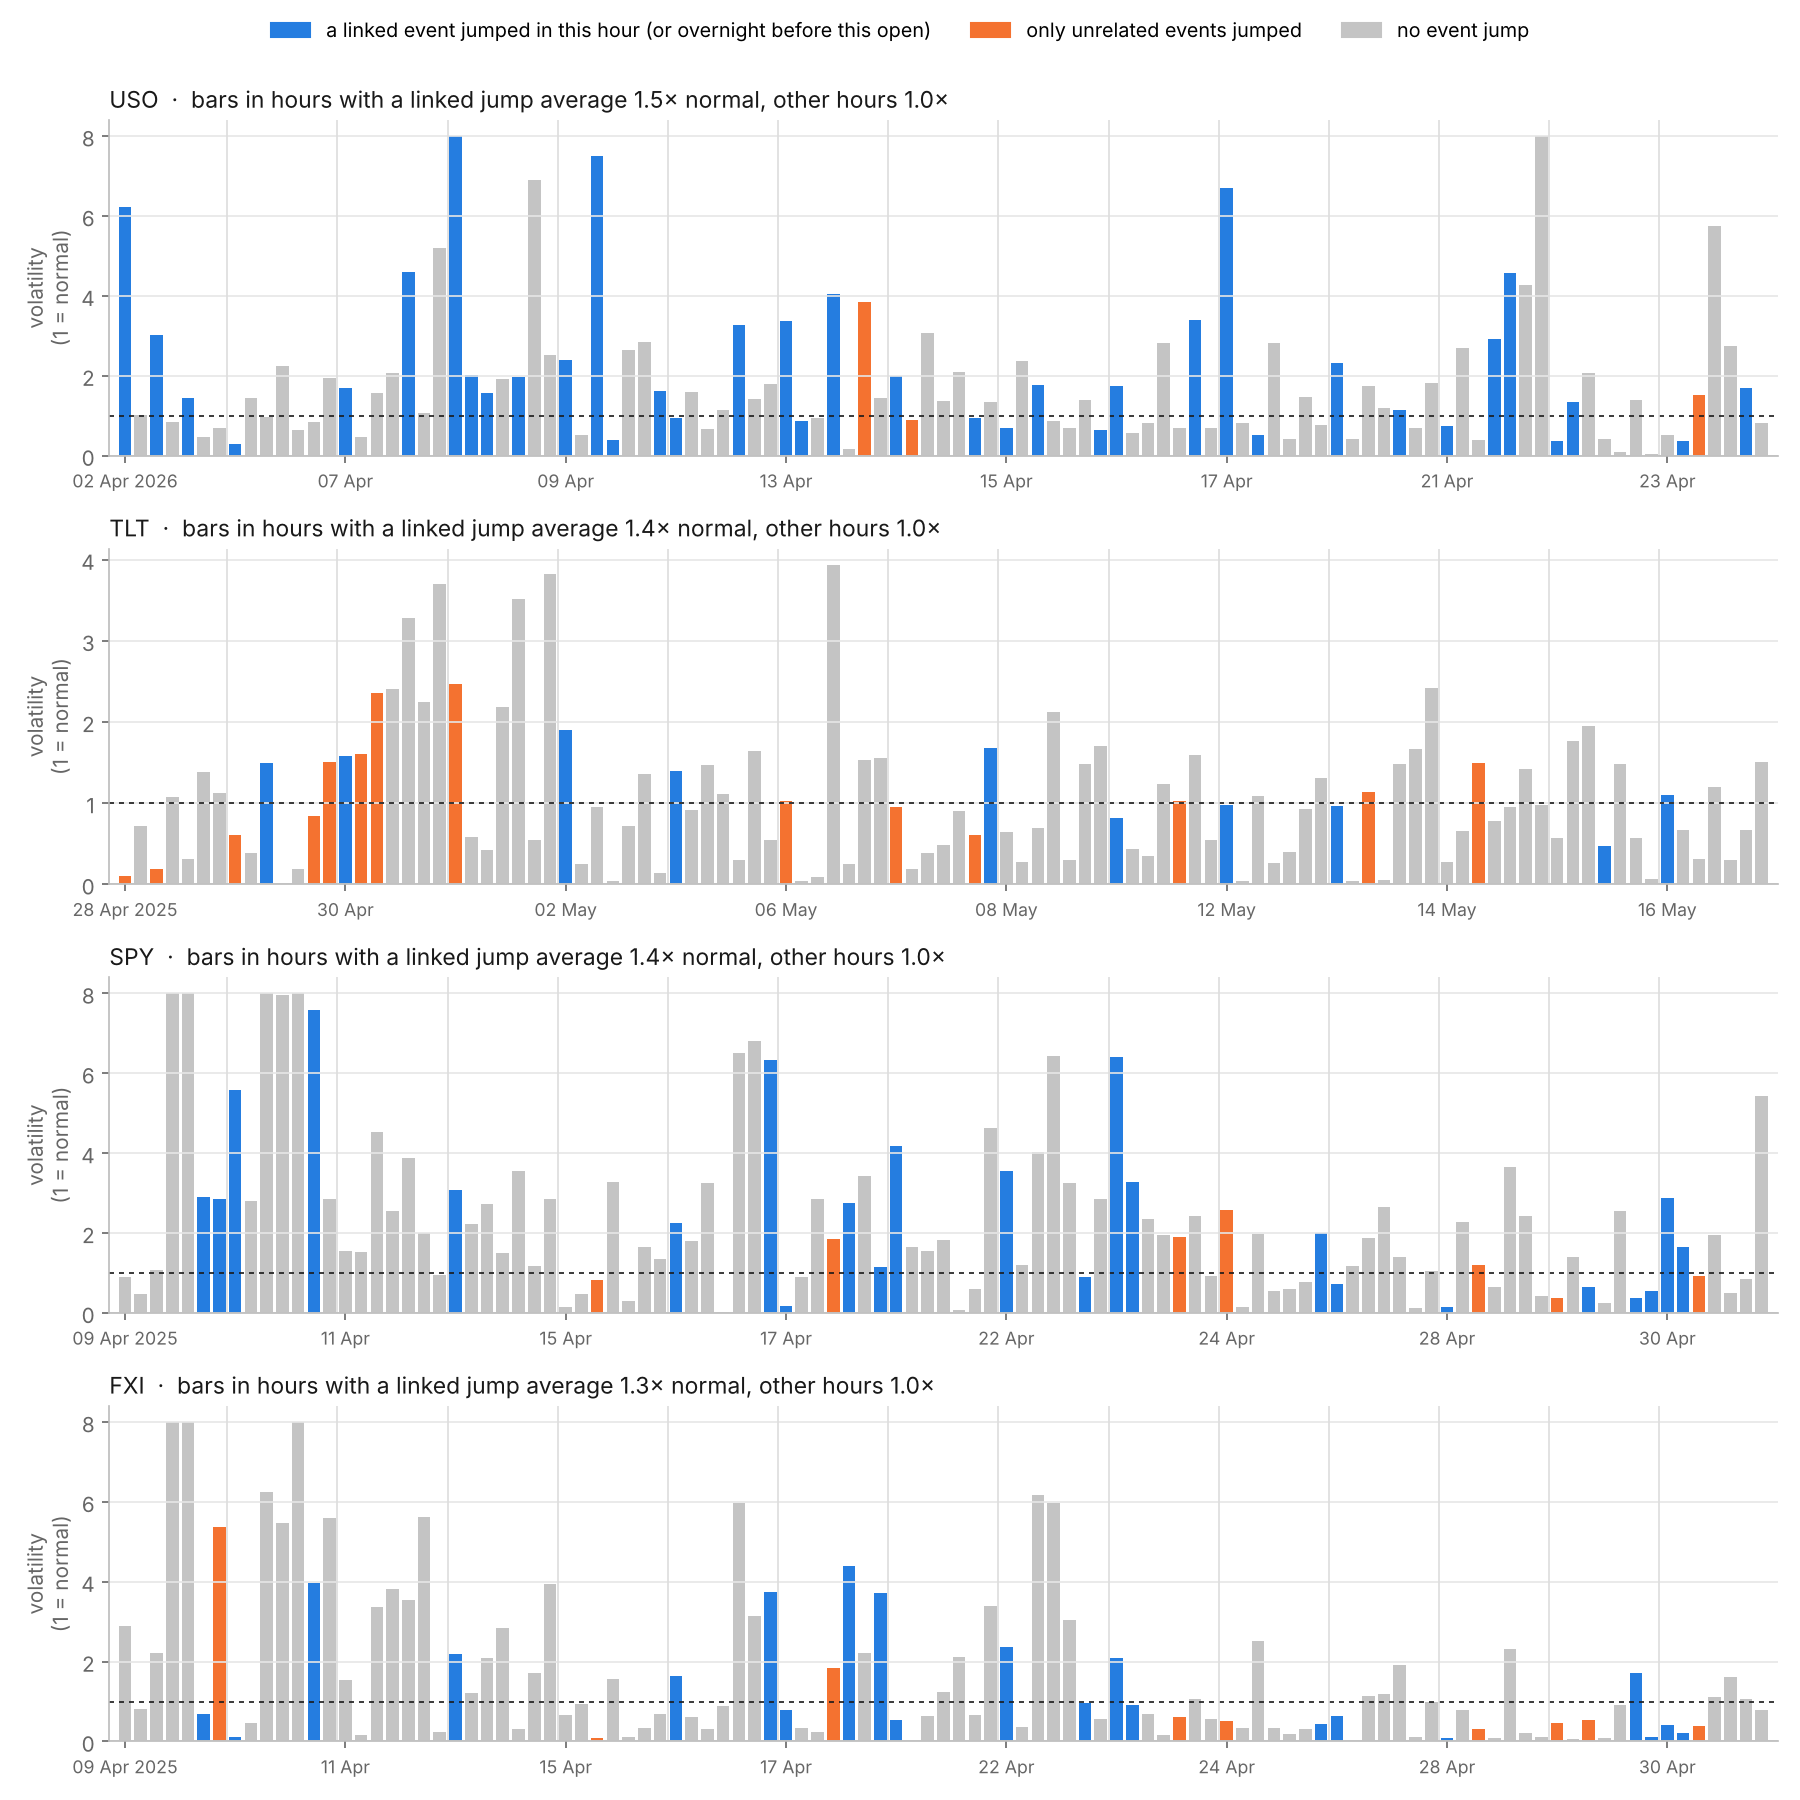 a linked event jumped in this hour (or overnight before this open)
only unrelated events jumped
no event jump
USO · bars in hours with a linked jump average 1.5× normal, other hours 1.0×
volatility
(1 = normal)
8
6
4
2
0
02 Apr 2026
07 Apr
09 Apr
13 Apr
15 Apr
17 Apr
21 Apr
23 Apr
TLT · bars in hours with a linked jump average 1.4× normal, other hours 1.0×
volatility
(1 = normal)
4
3
2
1
0
28 Apr 2025
30 Apr
02 May
06 May
08 May
12 May
14 May
16 May
SPY · bars in hours with a linked jump average 1.4× normal, other hours 1.0×
volatility
(1 = normal)
8
6
4
2
0
09 Apr 2025
11 Apr
15 Apr
17 Apr
22 Apr
24 Apr
28 Apr
30 Apr
FXI · bars in hours with a linked jump average 1.3× normal, other hours 1.0×
volatility
(1 = normal)
8
6
4
2
0
09 Apr 2025
11 Apr
15 Apr
17 Apr
22 Apr
24 Apr
28 Apr
30 Apr